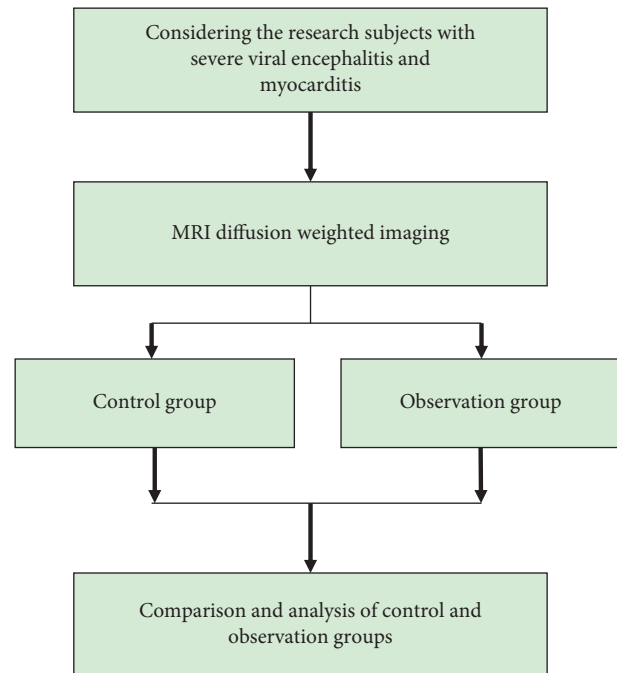 Considering the research subjects with
severe viral encephalitis and
myocarditis
MRI diffusion weighted imaging
Control group
Observation group
Comparison and analysis of control and
observation groups